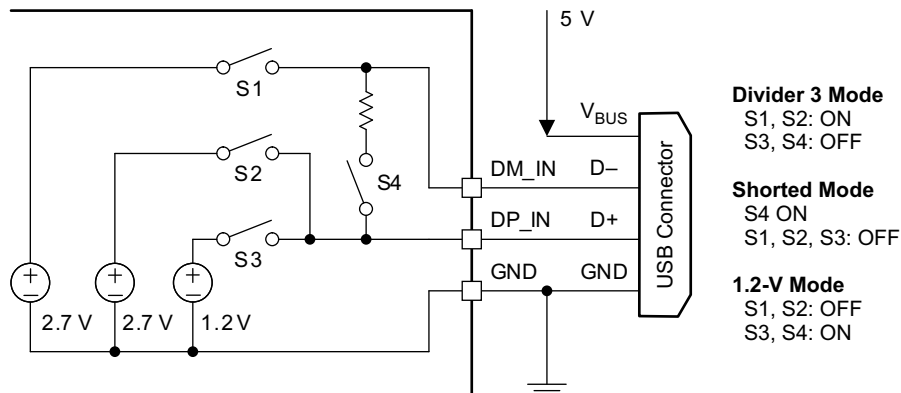 5 V
S1
VBUS
S2
S4
DM_IN
D–
S3
DP_IN
D+
GND
GND
2.7 V
2.7 V
1.2 V
USB Connector
Divider 3 Mode
S1, S2: ON
S3, S4: OFF
Shorted Mode
S4 ON
S1, S2, S3: OFF
1.2-V Mode
S1, S2: OFF
S3, S4: ON